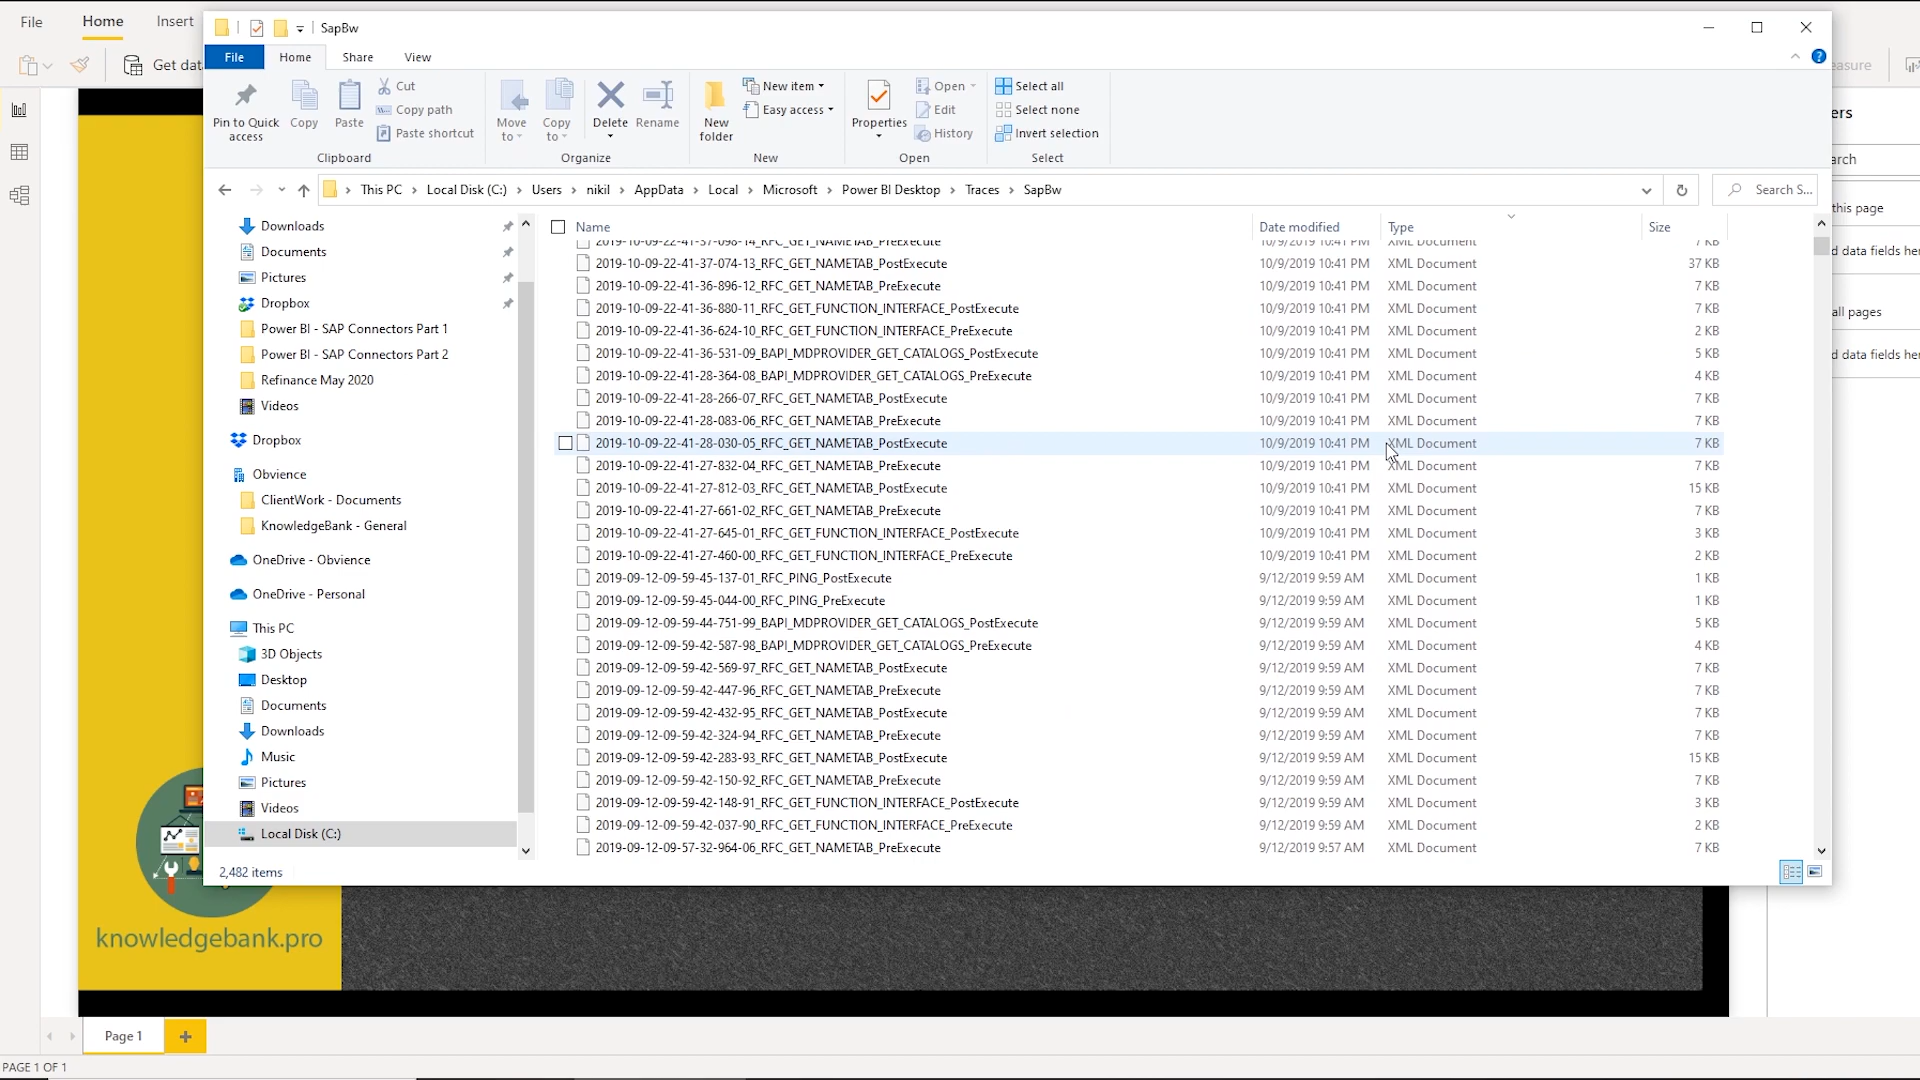 File
Home
Insert
Get dat
easure
SapBw
File
Home
Share
View
Pin to Quick access
Copy
Paste
Cut
Copy path
Paste shortcut
Clipboard
Move to
Copy to
Delete
Rename
Organize
New folder
New item
Easy access
New
Properties
Open
Edit
History
Open
Select all
Select none
Invert selection
Select
This PC
Local Disk (C:)
Users
nikil
AppData
Local
Microsoft
Power BI Desktop
Traces
SapBw
Search S...
Downloads
Documents
Pictures
Dropbox
Power BI - SAP Connectors Part 1
Power BI - SAP Connectors Part 2
Refinance May 2020
Videos
Dropbox
Obvience
ClientWork - Documents
KnowledgeBank - General
OneDrive - Obvience
OneDrive - Personal
This PC
3D Objects
Desktop
Documents
Downloads
Music
Pictures
Videos
Local Disk (C:)
2,482 items
Name Date modified Type Size
2019-10-09-22-41-37-098-14_RFC_GET_NAMETAB_PreExecute 10/9/2019 10:41 PM XML Document 7 KB
2019-10-09-22-41-37-074-13_RFC_GET_NAMETAB_PostExecute 10/9/2019 10:41 PM XML Document 37 KB
2019-10-09-22-41-36-896-12_RFC_GET_NAMETAB_PreExecute 10/9/2019 10:41 PM XML Document 7 KB
2019-10-09-22-41-36-880-11_RFC_GET_FUNCTION_INTERFACE_PostExecute 10/9/2019 10:41 PM XML Document 7 KB
2019-10-09-22-41-36-624-10_RFC_GET_FUNCTION_INTERFACE_PreExecute 10/9/2019 10:41 PM XML Document 2 KB
2019-10-09-22-41-36-531-09_BAPI_MDPROVIDER_GET_CATALOGS_PostExecute 10/9/2019 10:41 PM XML Document 5 KB
2019-10-09-22-41-28-364-08_BAPI_MDPROVIDER_GET_CATALOGS_PreExecute 10/9/2019 10:41 PM XML Document 4 KB
2019-10-09-22-41-28-266-07_RFC_GET_NAMETAB_PostExecute 10/9/2019 10:41 PM XML Document 7 KB
2019-10-09-22-41-28-083-06_RFC_GET_NAMETAB_PreExecute 10/9/2019 10:41 PM XML Document 7 KB
2019-10-09-22-41-28-030-05_RFC_GET_NAMETAB_PostExecute 10/9/2019 10:41 PM XML Document 7 KB
2019-10-09-22-41-27-832-04_RFC_GET_NAMETAB_PreExecute 10/9/2019 10:41 PM XML Document 7 KB
2019-10-09-22-41-27-812-03_RFC_GET_NAMETAB_PostExecute 10/9/2019 10:41 PM XML Document 15 KB
2019-10-09-22-41-27-661-02_RFC_GET_NAMETAB_PreExecute 10/9/2019 10:41 PM XML Document 7 KB
2019-10-09-22-41-27-645-01_RFC_GET_FUNCTION_INTERFACE_PostExecute 10/9/2019 10:41 PM XML Document 3 KB
2019-10-09-22-41-27-460-00_RFC_GET_FUNCTION_INTERFACE_PreExecute 10/9/2019 10:41 PM XML Document 2 KB
2019-09-12-09-59-45-137-01_RFC_PING_PostExecute 9/12/2019 9:59 AM XML Document 1 KB
2019-09-12-09-59-45-044-00_RFC_PING_PreExecute 9/12/2019 9:59 AM XML Document 1 KB
2019-09-12-09-59-44-751-99_BAPI_MDPROVIDER_GET_CATALOGS_PostExecute 9/12/2019 9:59 AM XML Document 5 KB
2019-09-12-09-59-42-587-98_BAPI_MDPROVIDER_GET_CATALOGS_PreExecute 9/12/2019 9:59 AM XML Document 4 KB
2019-09-12-09-59-42-569-97_RFC_GET_NAMETAB_PostExecute 9/12/2019 9:59 AM XML Document 7 KB
2019-09-12-09-59-42-447-96_RFC_GET_NAMETAB_PreExecute 9/12/2019 9:59 AM XML Document 7 KB
2019-09-12-09-59-42-432-95_RFC_GET_NAMETAB_PostExecute 9/12/2019 9:59 AM XML Document 7 KB
2019-09-12-09-59-42-324-94_RFC_GET_NAMETAB_PreExecute 9/12/2019 9:59 AM XML Document 7 KB
2019-09-12-09-59-42-283-93_RFC_GET_NAMETAB_PostExecute 9/12/2019 9:59 AM XML Document 15 KB
2019-09-12-09-59-42-150-92_RFC_GET_NAMETAB_PreExecute 9/12/2019 9:59 AM XML Document 7 KB
2019-09-12-09-59-42-148-91_RFC_GET_FUNCTION_INTERFACE_PostExecute 9/12/2019 9:59 AM XML Document 3 KB
2019-09-12-09-59-42-037-90_RFC_GET_FUNCTION_INTERFACE_PreExecute 9/12/2019 9:59 AM XML Document 2 KB
2019-09-12-09-57-32-964-06_RFC_GET_NAMETAB_PreExecute 9/12/2019 9:57 AM XML Document 7 KB
ers
arch
this page
d data fields he
all pages
d data fields he
knowledgebank.pro
Page 1
PAGE 1 OF 1